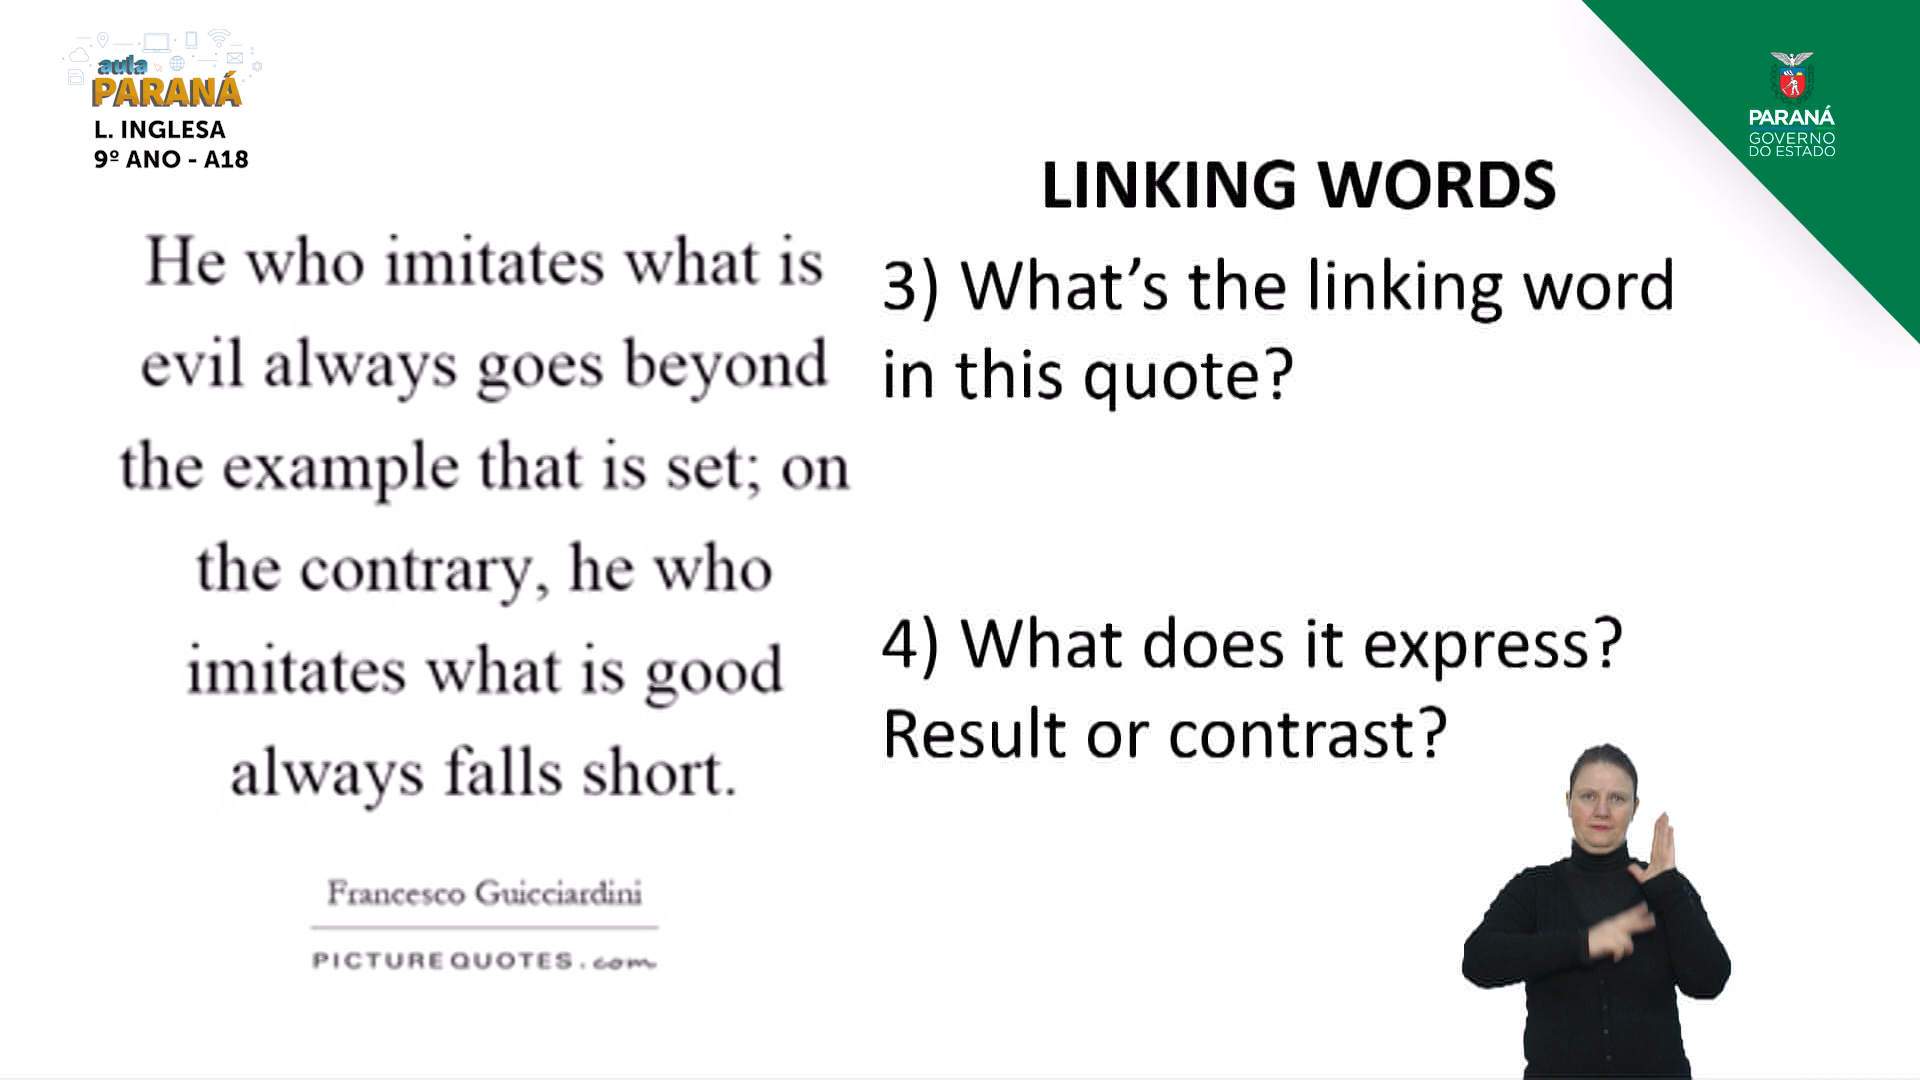 aula
PARANÁ
L. INGLESA
9º ANO - A18
PARANÁ
GOVERNO
DO ESTADO
LINKING WORDS
He who imitates what is
evil always goes beyond
the example that is set; on
the contrary, he who
imitates what is good
always falls short.
Francesco Guicciardini
PICTUREQUOTES.com
3) What’s the linking word
in this quote?
4) What does it express?
Result or contrast?